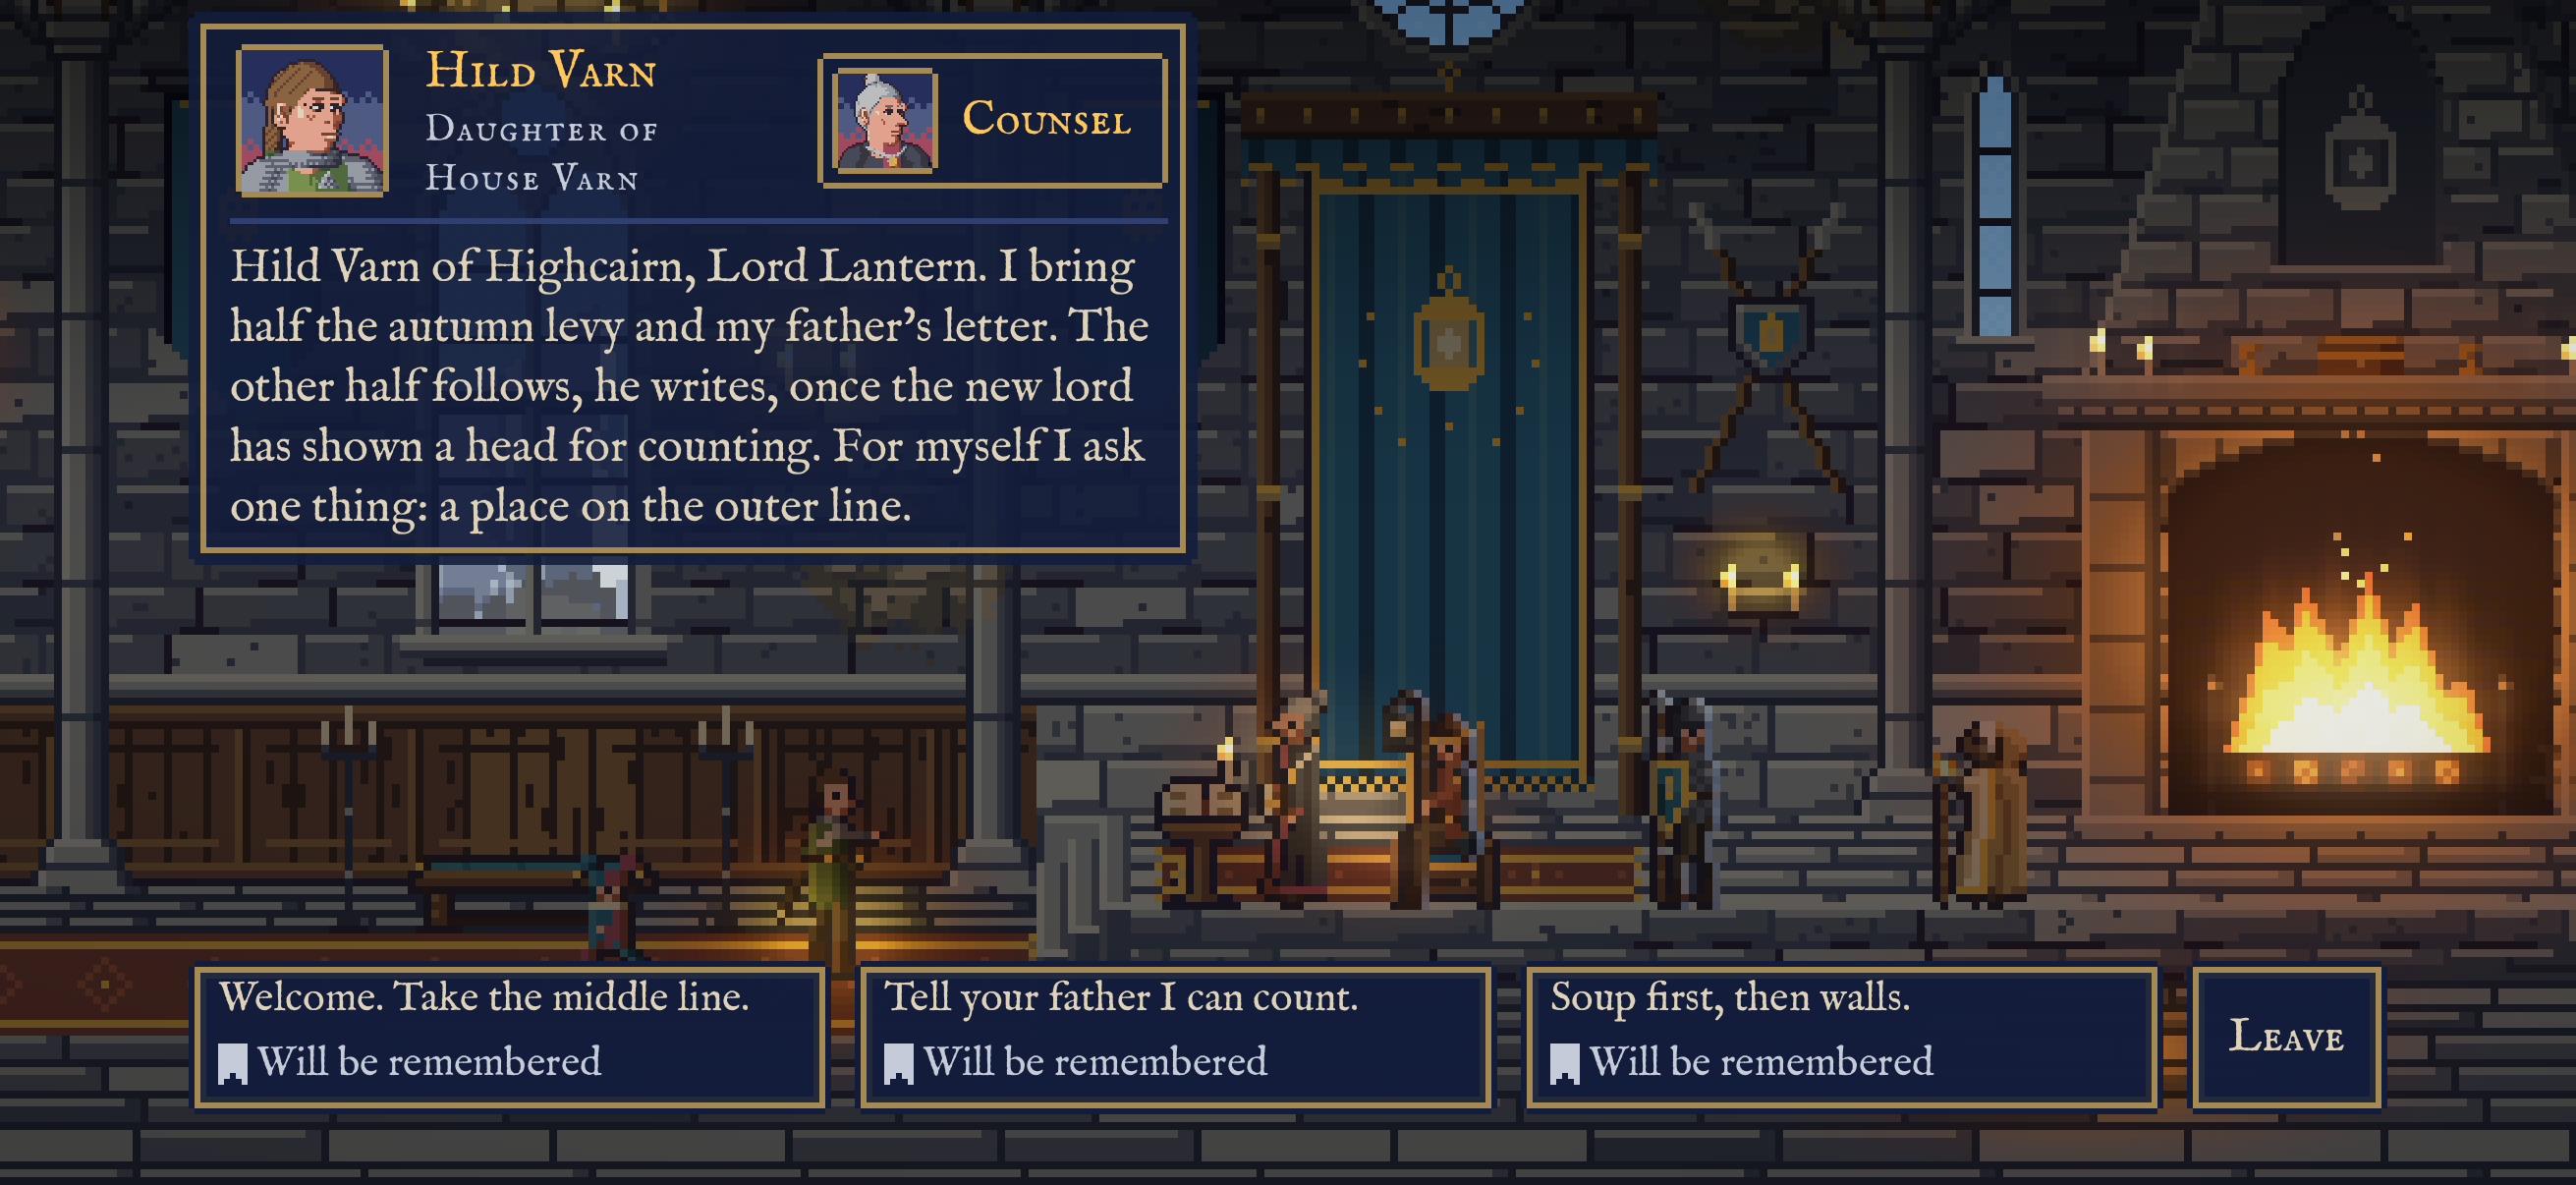 Hild Varn
Daughter of
House Varn
Counsel
Hild Varn of Highcairn, Lord Lantern. I bring
half the autumn levy and my father's letter. The
other half follows, he writes, once the new lord
has shown a head for counting. For myself I ask
one thing: a place on the outer line.
Welcome. Take the middle line.
Will be remembered
Tell your father I can count.
Will be remembered
Soup first, then walls.
Will be remembered
Leave